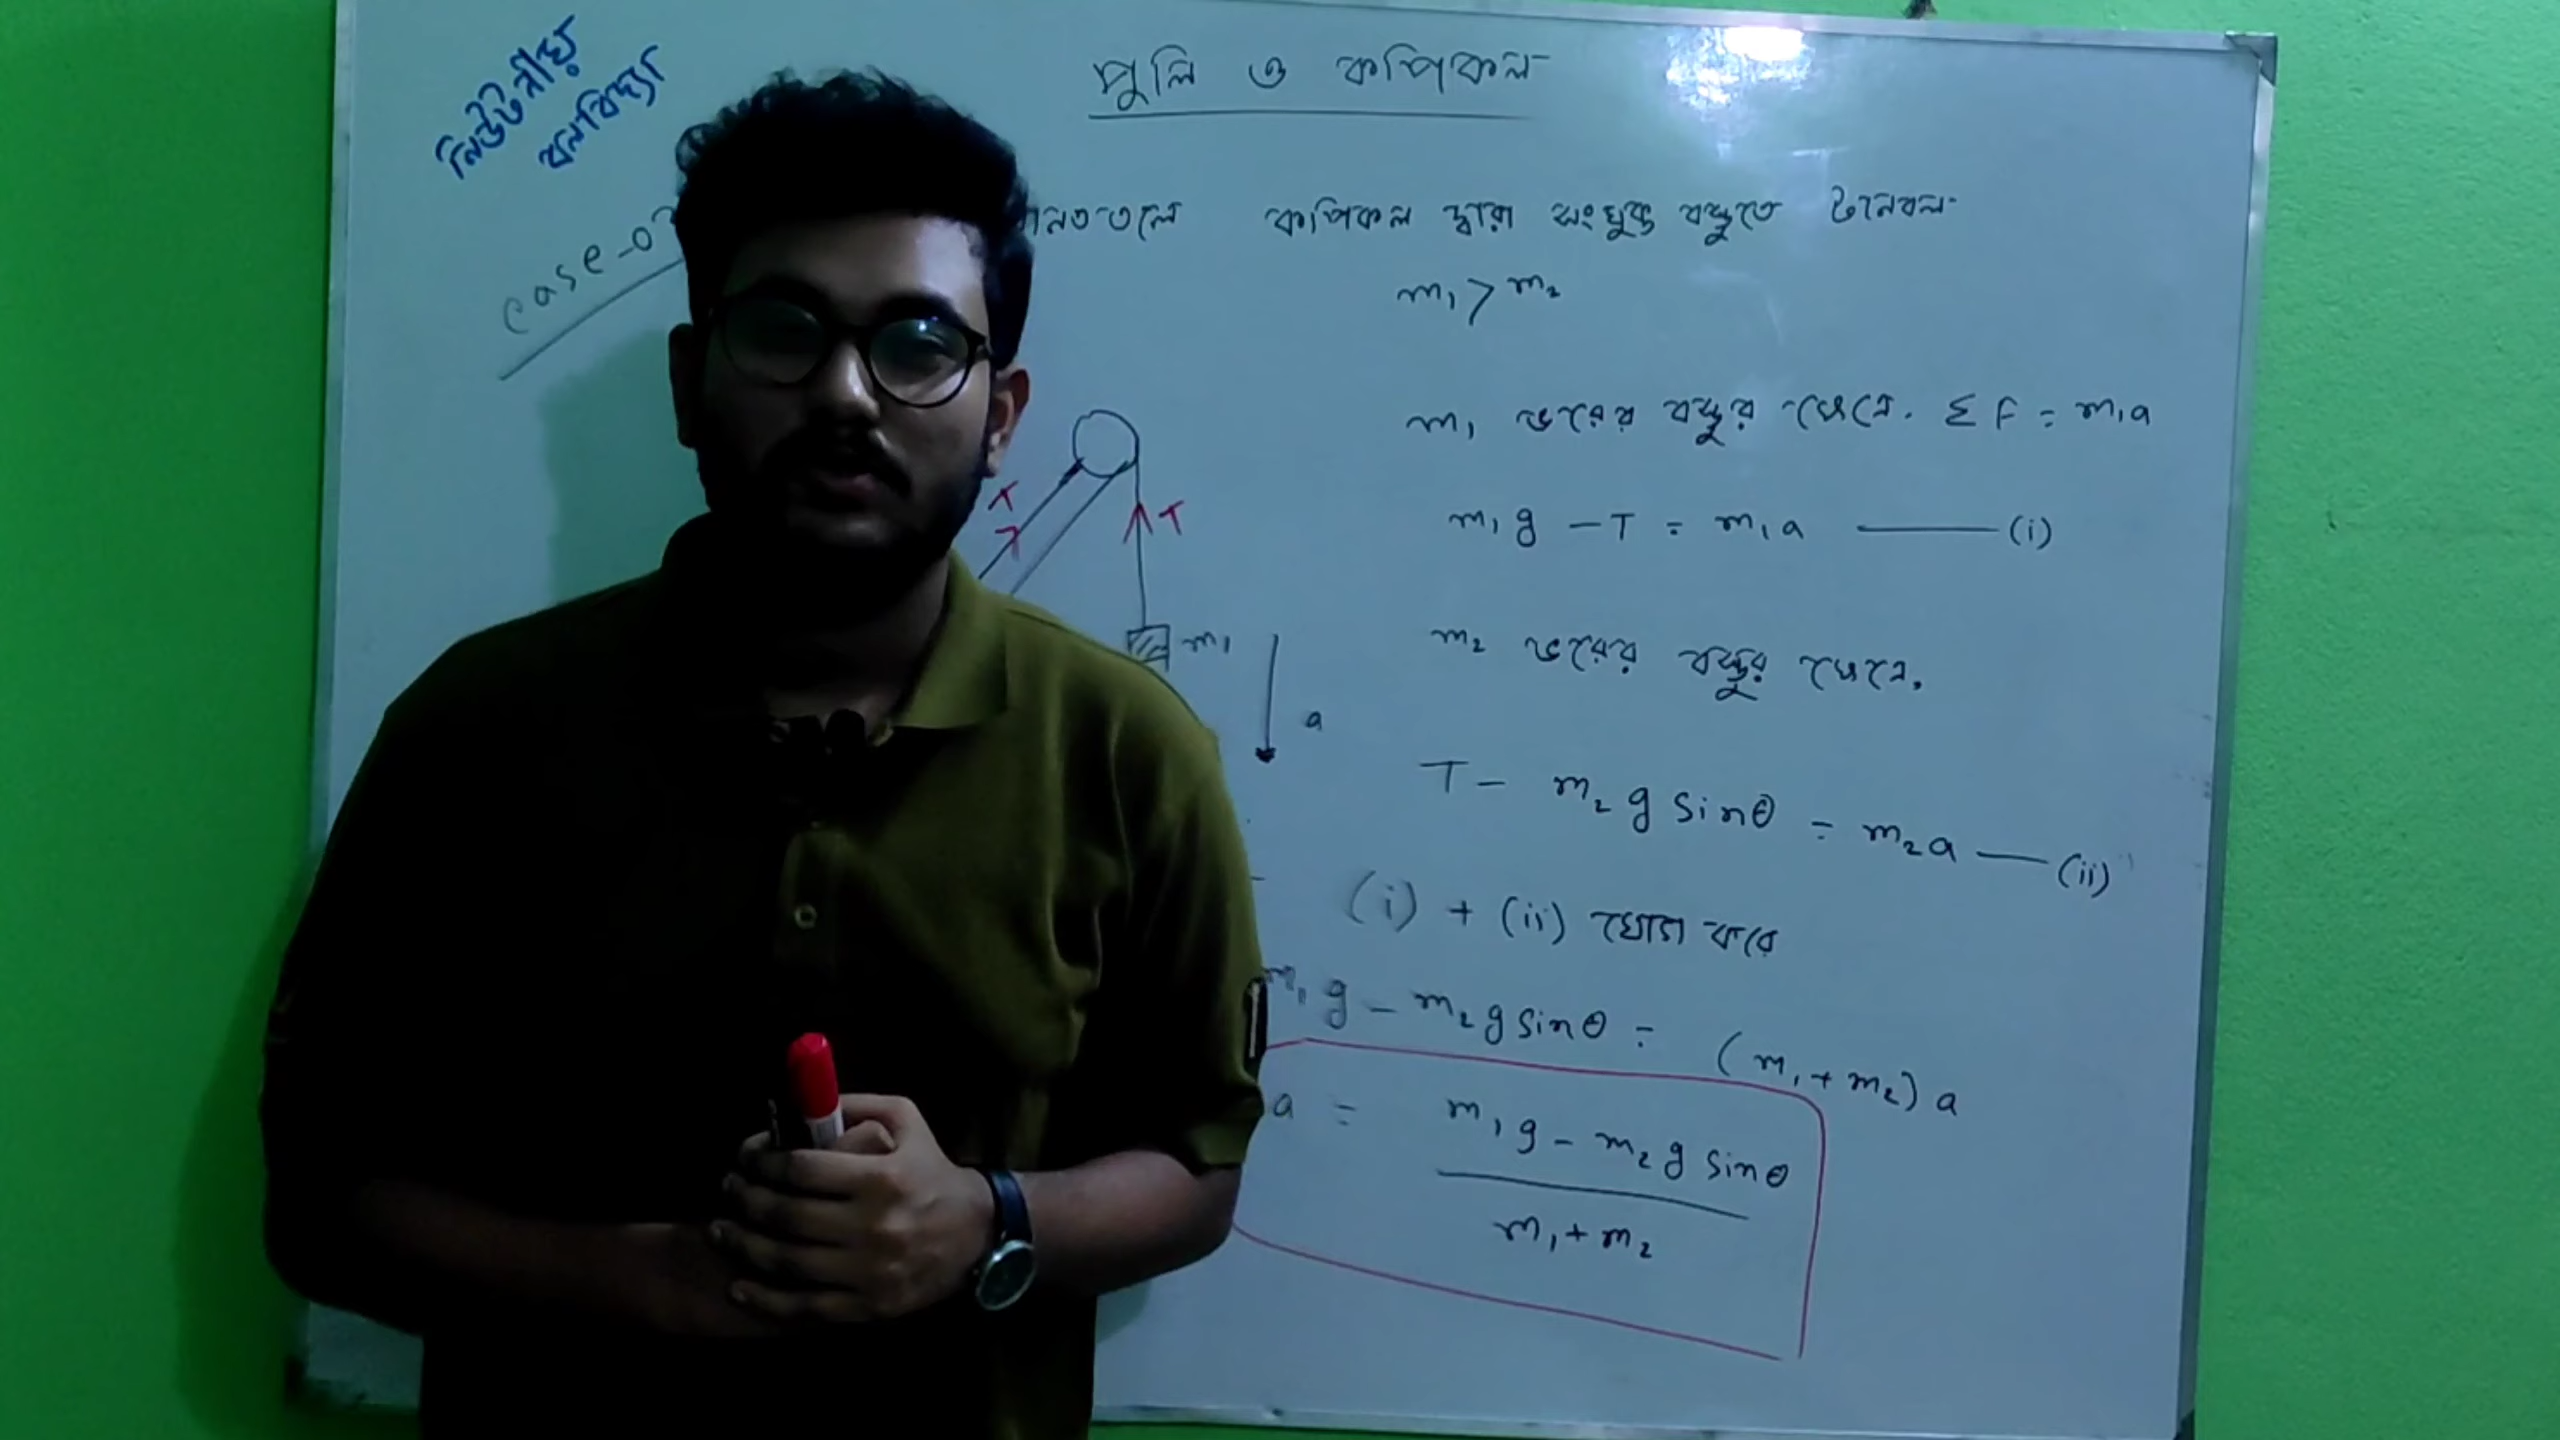 নিউটনীয়
বলবিদ্যা
পুলি ও কপিকল
case-0
নততলে কপিকল দ্বারা সংযুক্ত বস্তুতে টানবল
m₁ > m₂
m₁ ভরের বস্তুর ক্ষেত্রে, ΣF = m₁a
T
T
m₁g - T = m₁a —— (i)
m₁
m₂ ভরের বস্তুর ক্ষেত্রে,
a
T - m₂g sinθ = m₂a — (ii)
(i) + (ii) যোগ করে
m₁g - m₂g sinθ = (m₁+m₂)a
a = m₁g - m₂g sinθ
m₁+m₂